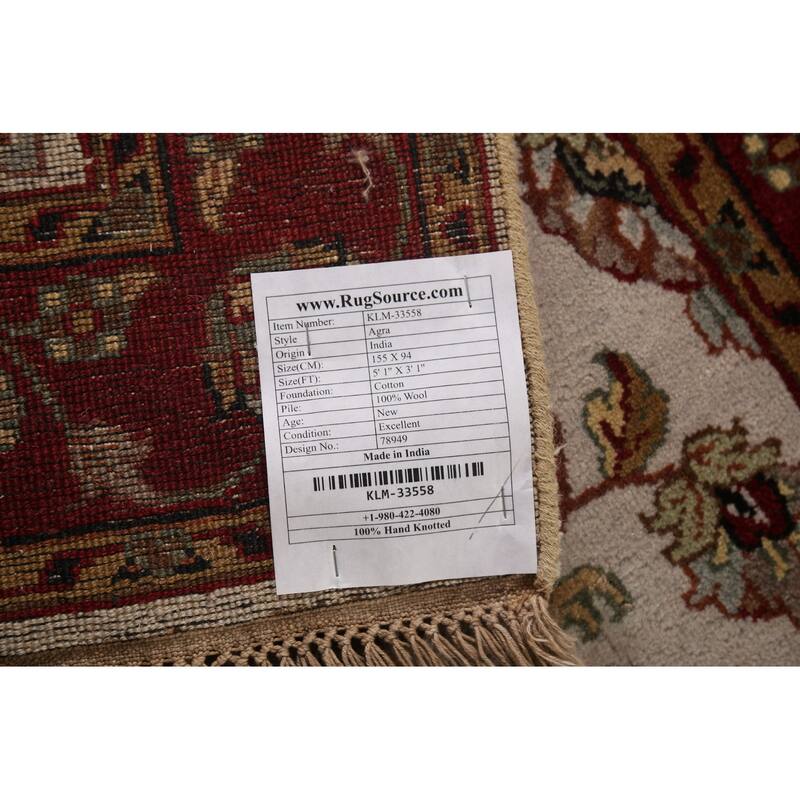 www.RugSource.com
Item Number: KLM-33558
Style Agra
Origin India
Size(CM): 155 X 94
Size(FT): 5' 1" X 3' 1"
Foundation: Cotton
Pile: 100% Wool
Age: New
Condition: Excellent
Design No.: 78949
Made in India
KLM-33558
+1-980-422-4080
100% Hand Knotted